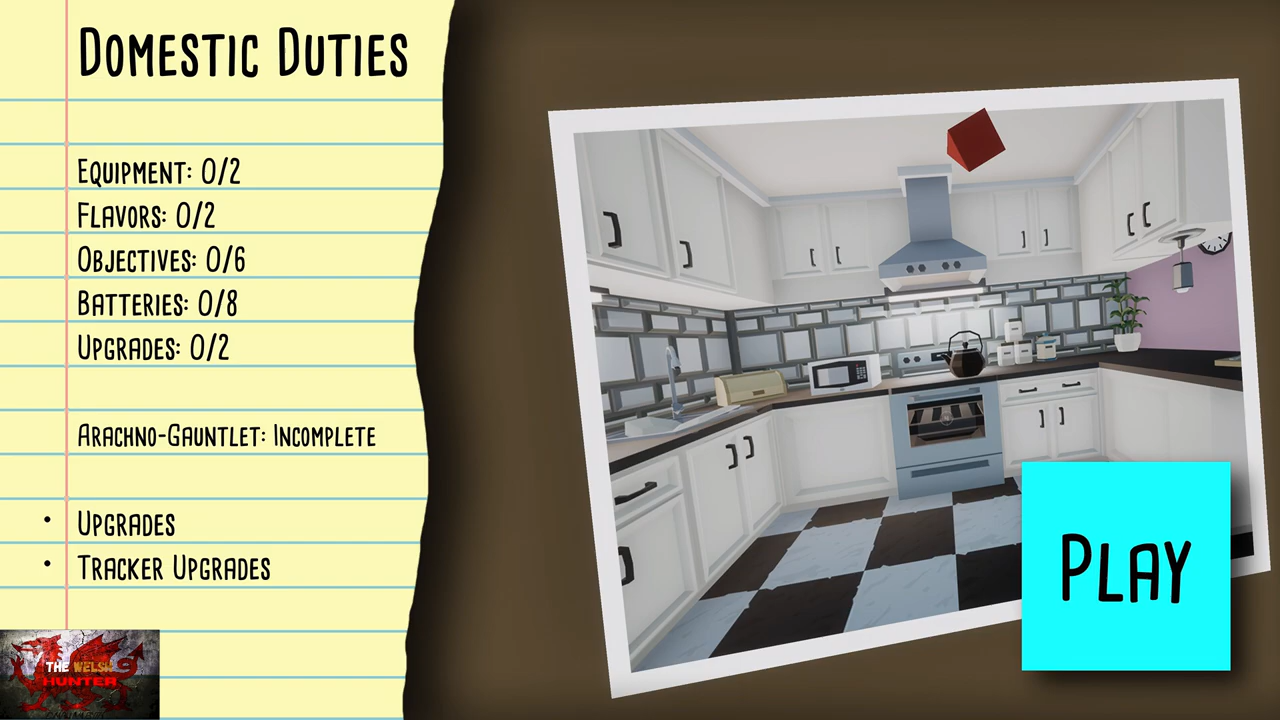 Domestic Duties
Equipment: 0/2
Flavors: 0/2
Objectives: 0/6
Batteries: 0/8
Upgrades: 0/2
Arachno-Gauntlet: Incomplete
• Upgrades
• Tracker Upgrades
Play
THE WELSH
HUNTER